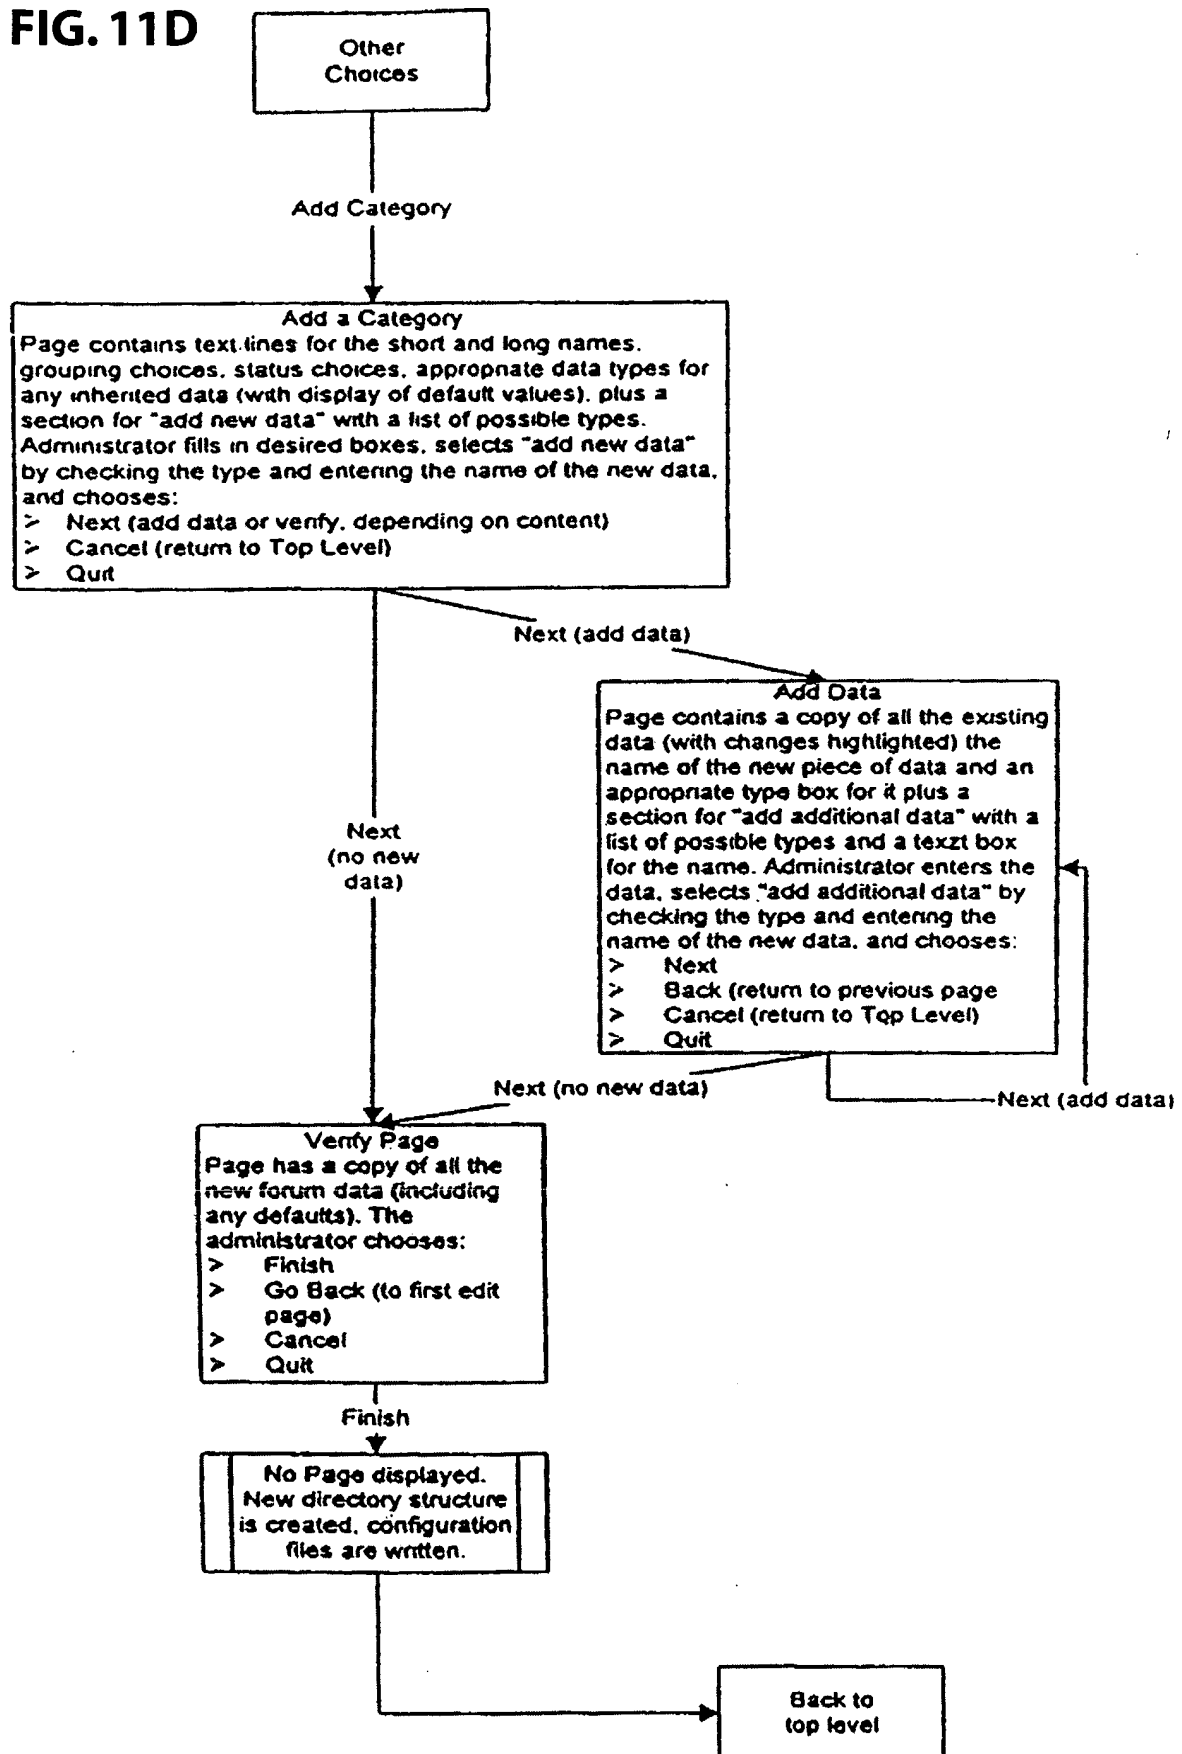 FIG. 11D
Other
Choices
Add Category
Add a Category
Page contains text lines for the short and long names,
grouping choices, status choices, appropriate data types for
any inherited data (with display of default values), plus a
section for "add new data" with a list of possible types.
Administrator fills in desired boxes, selects "add new data"
by checking the type and entering the name of the new data,
and chooses:
> Next (add data or verify, depending on content)
> Cancel (return to Top Level)
> Quit
Next (add data)
Add Data
Page contains a copy of all the existing
data (with changes highlighted) the
name of the new piece of data and an
appropriate type box for it plus a
section for "add additional data" with a
list of possible types and a texzt box
for the name. Administrator enters the
data, selects "add additional data" by
checking the type and entering the
name of the new data, and chooses:
> Next
> Back (return to previous page
> Cancel (return to Top Level)
> Quit
Next
(no new
data)
Next (no new data)
Next (add data)
Verify Page
Page has a copy of all the
new forum data (including
any defaults). The
administrator chooses:
> Finish
> Go Back (to first edit
page)
> Cancel
> Quit
Finish
No Page displayed.
New directory structure
is created, configuration
files are written.
Back to
top level